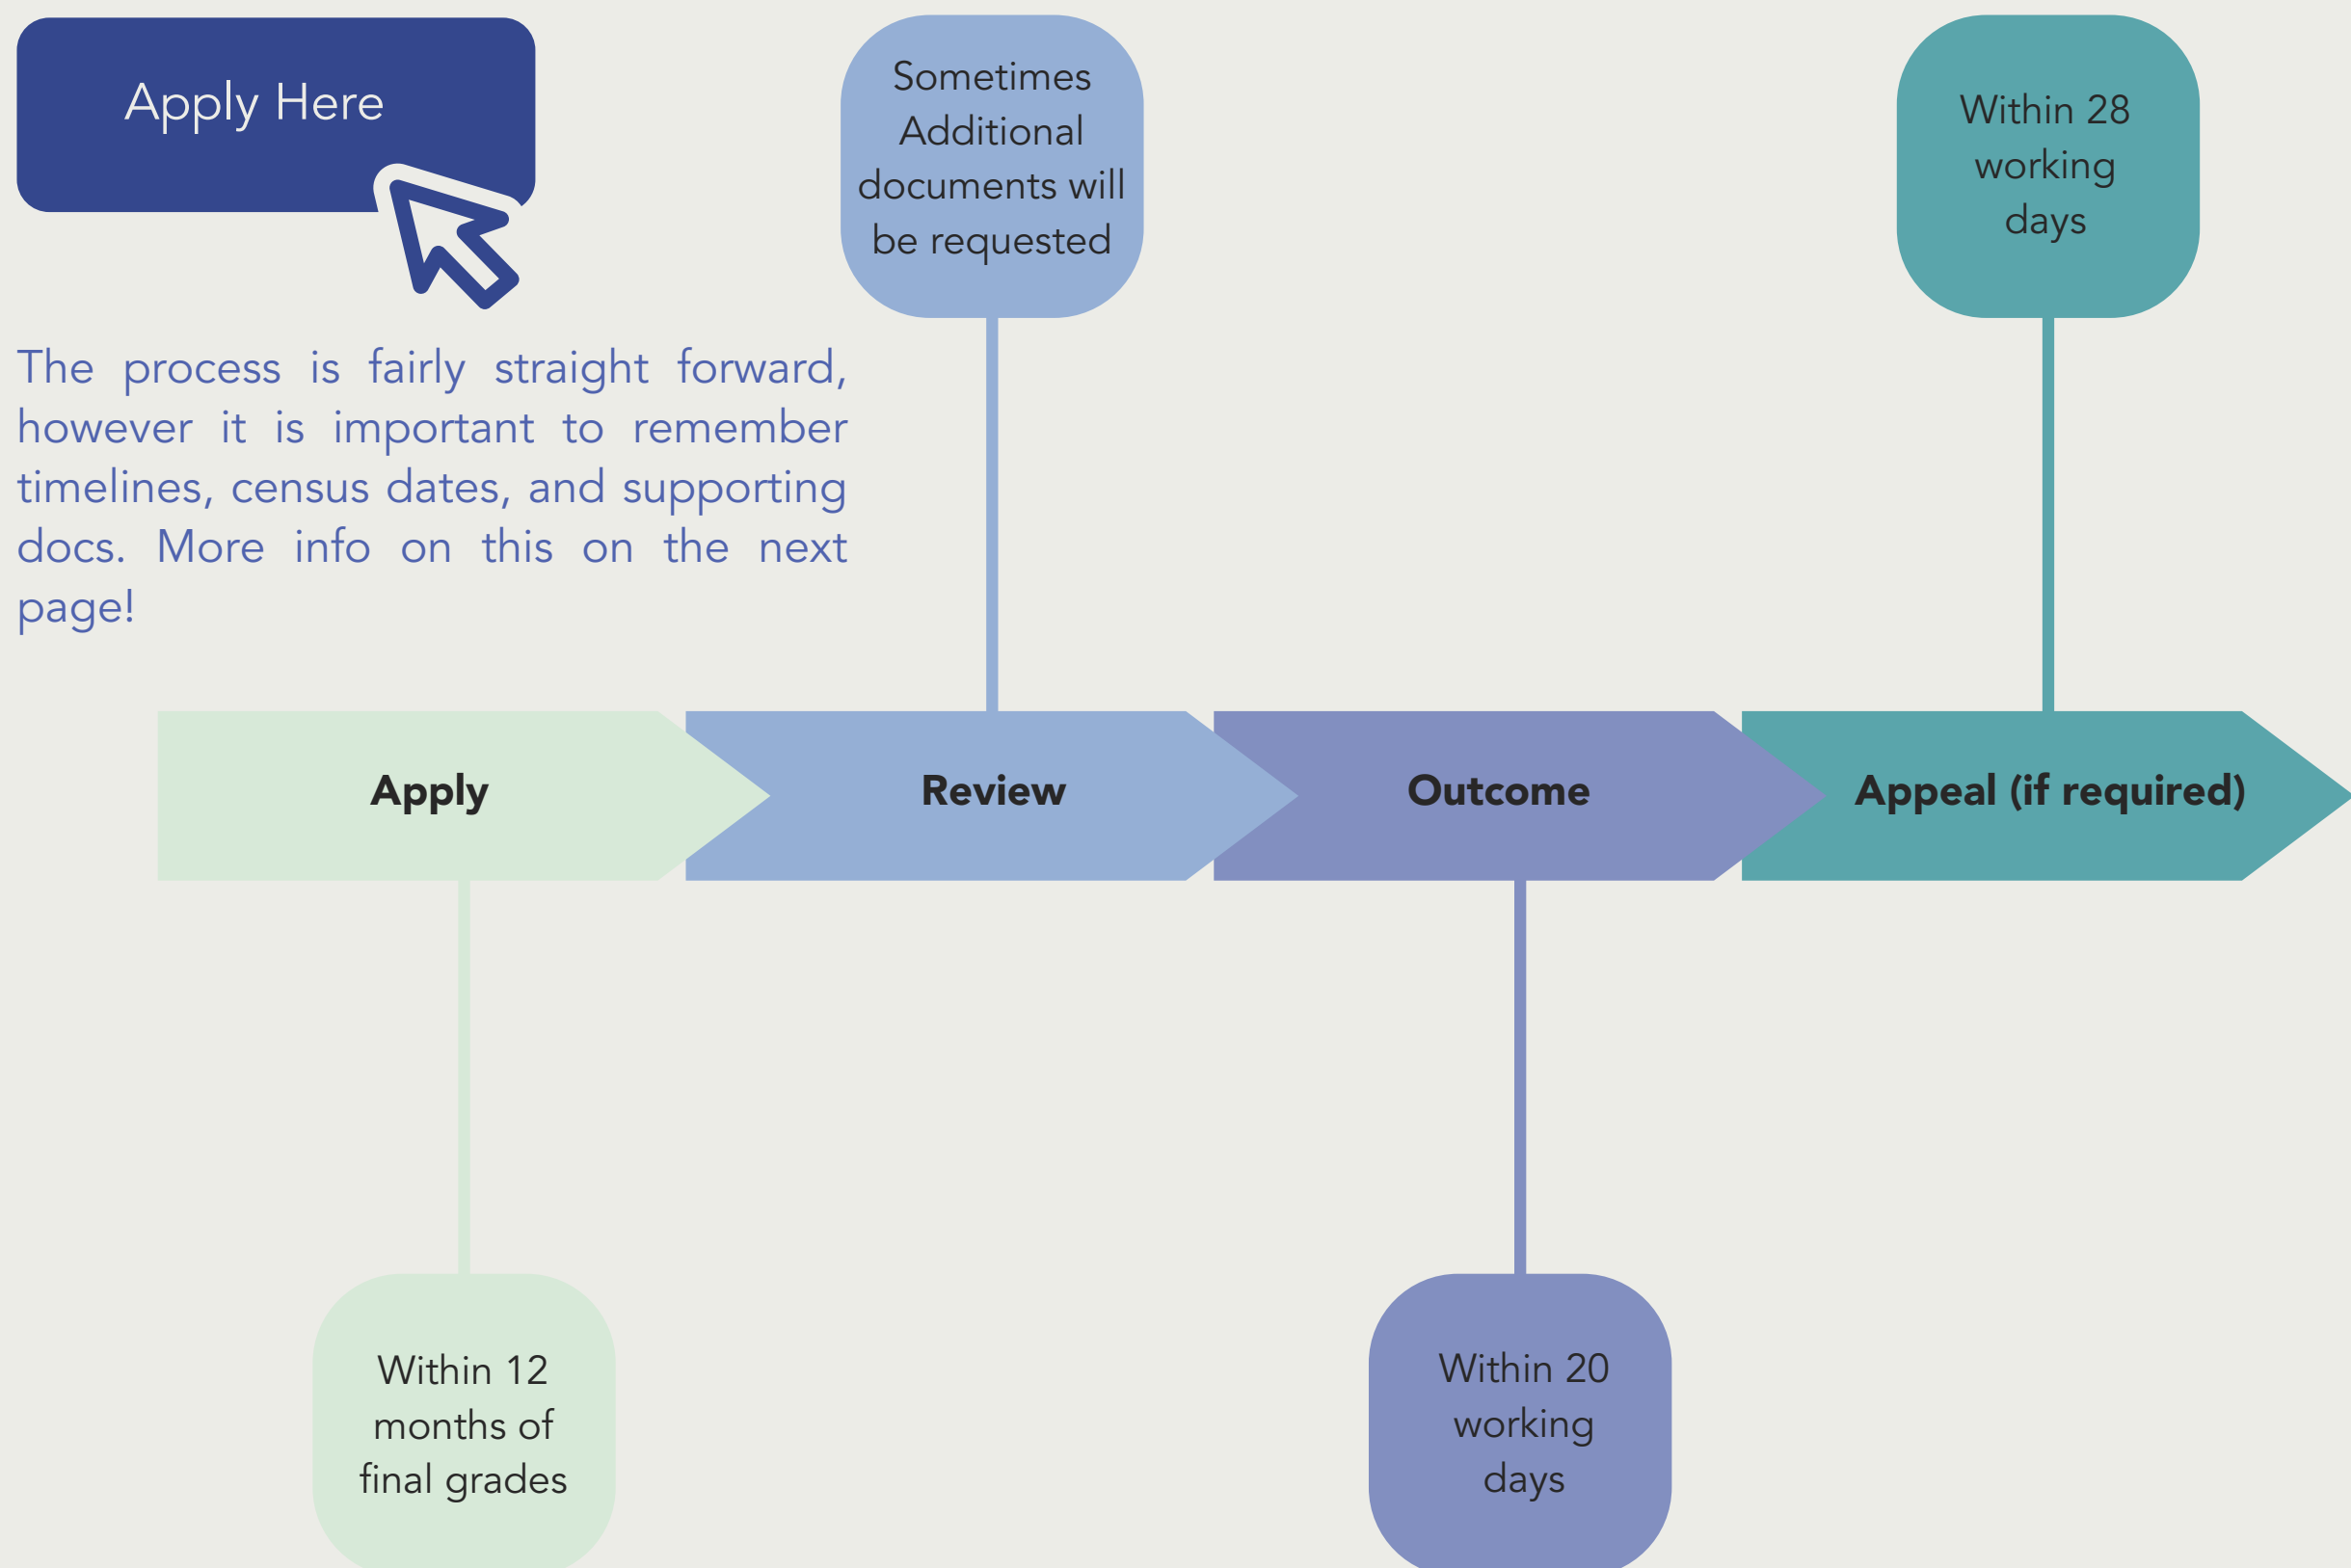 Apply Here
Sometimes
Additional
documents will
be requested
Within 28
working
days
The process is fairly straight forward,
however it is important to remember
timelines, census dates, and supporting
docs. More info on this on the next
page!
Apply
Review
Outcome
Appeal (if required)
Within 12
months of
final grades
Within 20
working
days